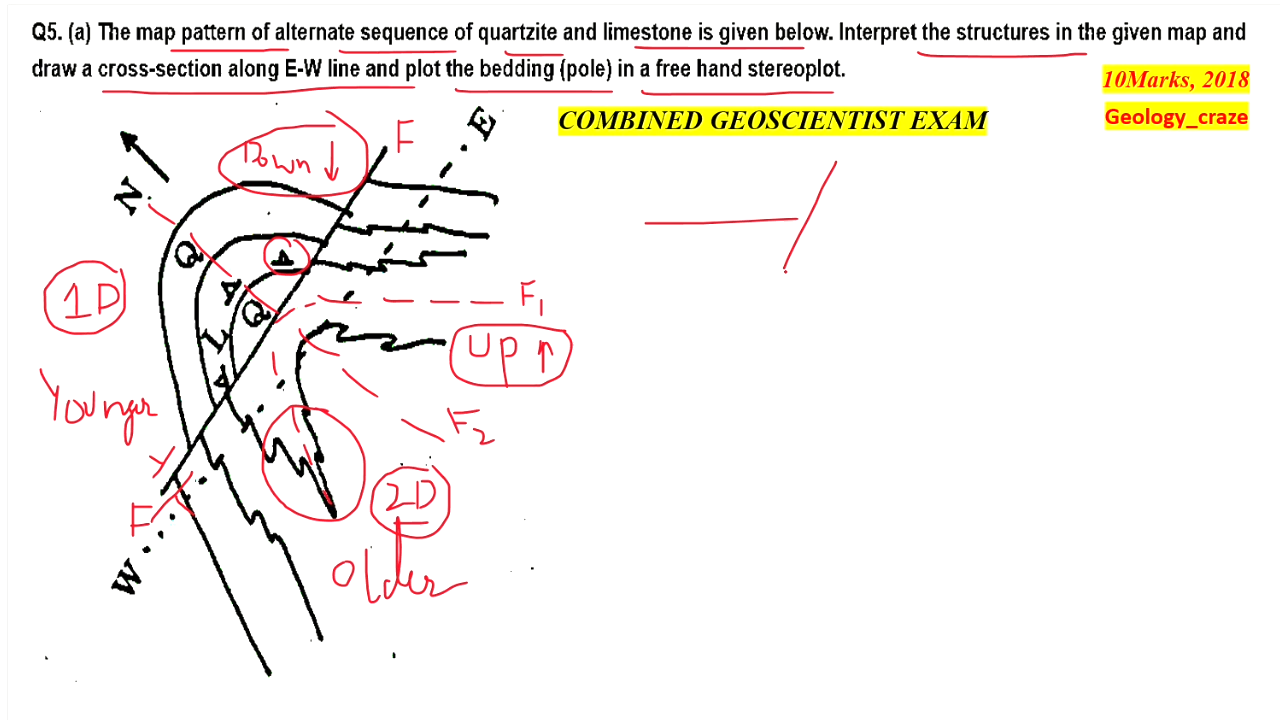 Q5. (a) The map pattern of alternate sequence of quartzite and limestone is given below. Interpret the structures in the given map and
draw a cross-section along E-W line and plot the bedding (pole) in a free hand stereoplot.
10Marks, 2018
COMBINED GEOSCIENTIST EXAM
Geology_craze
E
F
Down ↓
N
Q
Q
1D
F1
L
UP ↑
Younger
F2
Y
2D
F
Older
W